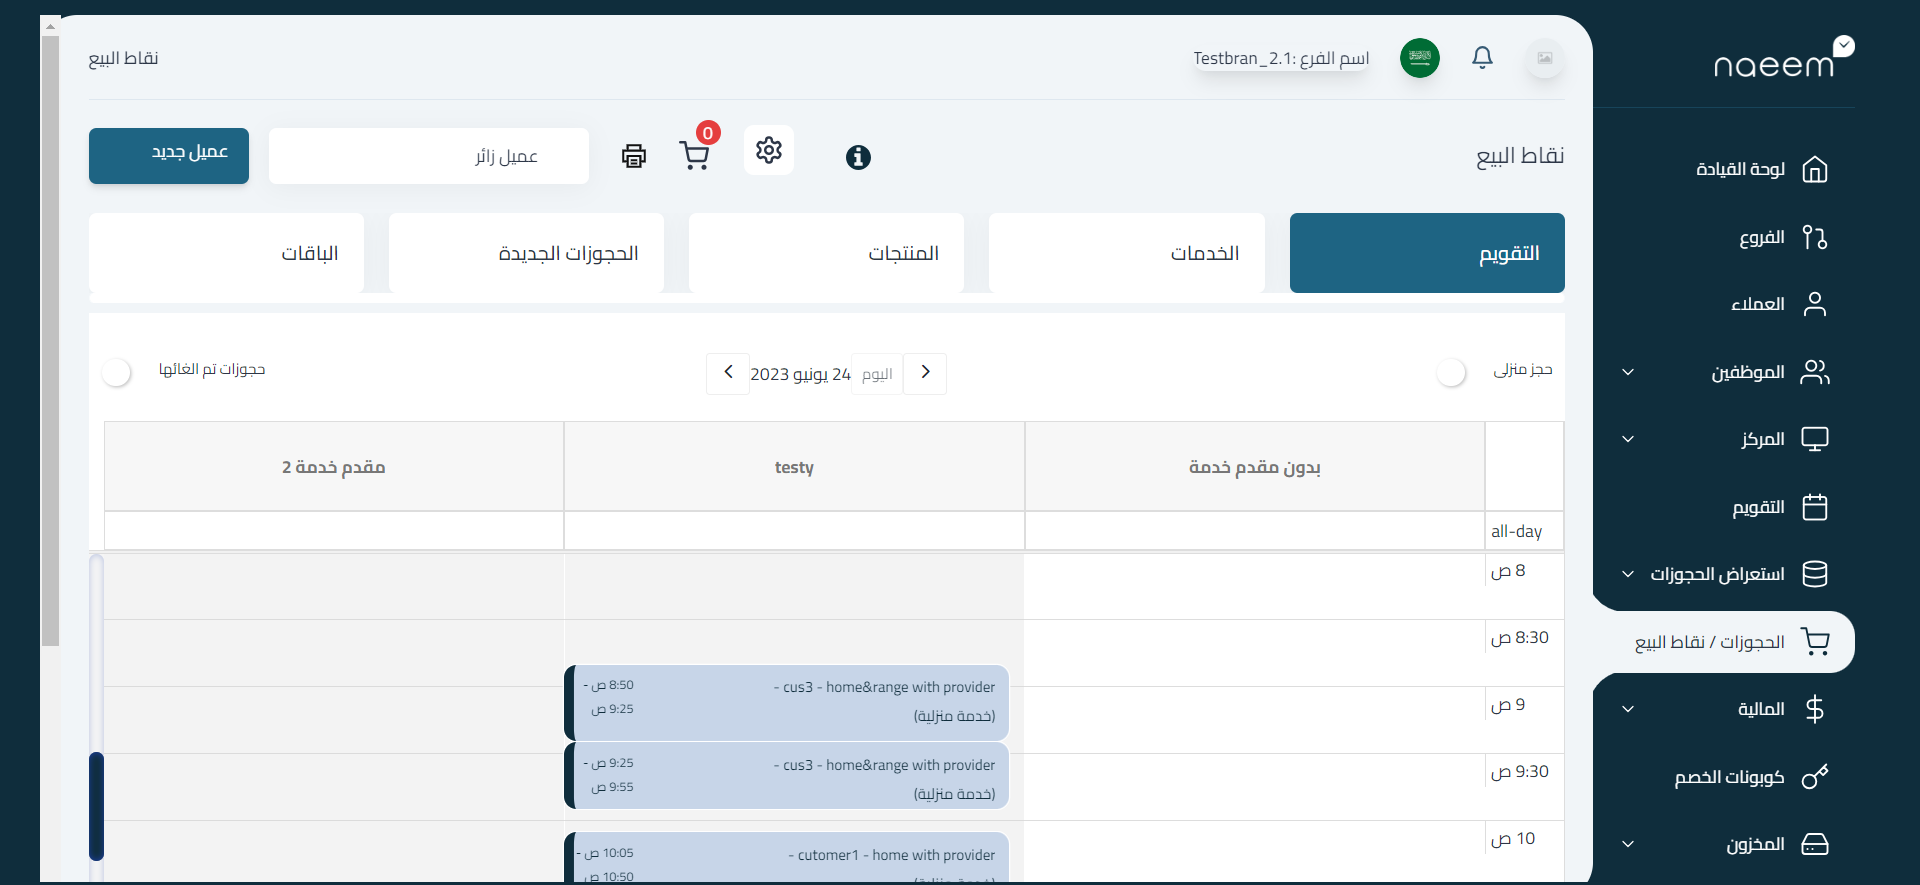 naeem
لوحة القيادة
الفروع
العملاء
الموظفين
المركز
التقويم
استعراض الحجوزات
الحجوزات / نقاط البيع
المالية
كوبونات الخصم
المخزون
اسم الفرع :Testbran_2.1
نقاط البيع
نقاط البيع
0
عميل زائر
عميل جديد
التقويم
الخدمات
المنتجات
الحجوزات الجديدة
الباقات
حجز منزلى
اليوم
24 يونيو 2023
حجوزات تم الغائها
بدون مقدم خدمة
testy
مقدم خدمة 2
all-day
8 ص
8:30 ص
9 ص
9:30 ص
10 ص
8:50 ص -
9:25 ص
- cus3 - home&range with provider
(خدمة منزلية)
9:25 ص -
9:55 ص
- cus3 - home&range with provider
(خدمة منزلية)
10:05 ص -
10:50 ص
- cutomer1 - home with provider